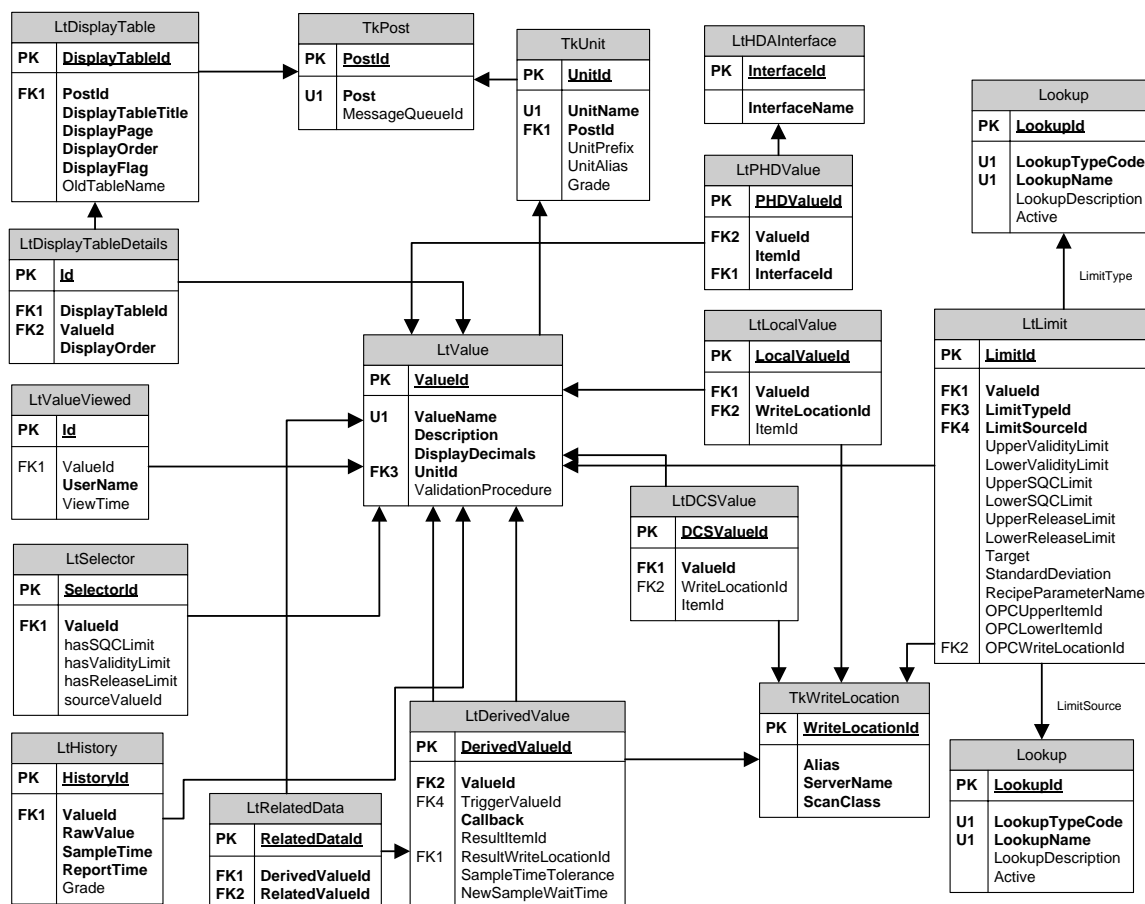 LtDisplayTable
PK DisplayTableId
FK1 PostId
DisplayTableTitle
DisplayPage
DisplayOrder
DisplayFlag
OldTableName
TkPost
PK PostId
U1 Post
MessageQueueId
TkUnit
PK UnitId
U1 UnitName
FK1 PostId
UnitPrefix
UnitAlias
Grade
LtHDAInterface
PK InterfaceId
InterfaceName
Lookup
PK LookupId
U1 LookupTypeCode
U1 LookupName
LookupDescription
Active
LtPHDValue
PK PHDValueId
FK2 ValueId
ItemId
FK1 InterfaceId
LtDisplayTableDetails
PK Id
FK1 DisplayTableId
FK2 ValueId
DisplayOrder
LimitType
LtValue
PK ValueId
U1 ValueName
Description
DisplayDecimals
FK3 UnitId
ValidationProcedure
LtLocalValue
PK LocalValueId
FK1 ValueId
FK2 WriteLocationId
ItemId
LtLimit
PK LimitId
FK1 ValueId
FK3 LimitTypeId
FK4 LimitSourceId
UpperValidityLimit
LowerValidityLimit
UpperSQCLimit
LowerSQCLimit
UpperReleaseLimit
LowerReleaseLimit
Target
StandardDeviation
RecipeParameterName
OPCUpperItemId
OPCLowerItemId
FK2 OPCWriteLocationId
LtValueViewed
PK Id
FK1 ValueId
UserName
ViewTime
LtDCSValue
PK DCSValueId
FK1 ValueId
FK2 WriteLocationId
ItemId
LtSelector
PK SelectorId
FK1 ValueId
hasSQCLimit
hasValidityLimit
hasReleaseLimit
sourceValueId
TkWriteLocation
PK WriteLocationId
Alias
ServerName
ScanClass
LimitSource
LtDerivedValue
PK DerivedValueId
FK2 ValueId
FK4 TriggerValueId
Callback
ResultItemId
FK1 ResultWriteLocationId
SampleTimeTolerance
NewSampleWaitTime
LtHistory
PK HistoryId
FK1 ValueId
RawValue
SampleTime
ReportTime
Grade
LtRelatedData
PK RelatedDataId
FK1 DerivedValueId
FK2 RelatedValueId
Lookup
PK LookupId
U1 LookupTypeCode
U1 LookupName
LookupDescription
Active